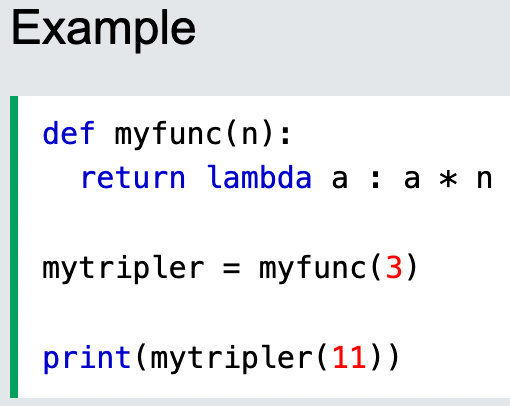 Example
def myfunc(n):
  return lambda a : a * n
mytripler = myfunc(3)
print(mytripler(11))